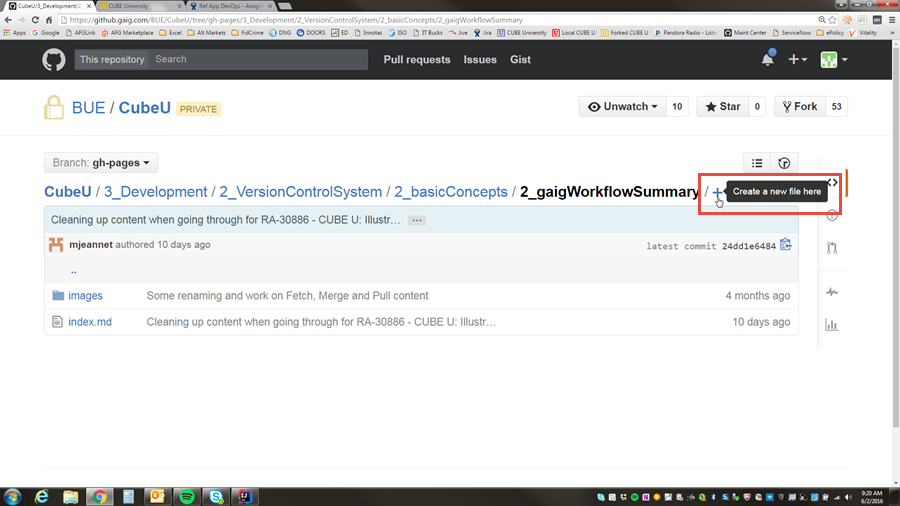 CubeU/3_Development/2_
CUBE University
Ref App DevOps - Assign
https://github.gaig.com/BUE/CubeU/tree/gh-pages/3_Development/2_VersionControlSystem/2_basicConcepts/2_gaigWorkflowSummary
Apps Google AFGLink AFG Marketplace Excel Alt Markets FidCrime DNG DOORS ED Innotas ISO IT Bucks Jive Jira CUBE University Local CUBE U Forked CUBE U Pandora Radio - Liste Maint Center ServiceNow ePolicy Vitality
This repository Search Pull requests Issues Gist
BUE / CubeU PRIVATE Unwatch 10 Star 0 Fork 53
Branch: gh-pages
CubeU / 3_Development / 2_VersionControlSystem / 2_basicConcepts / 2_gaigWorkflowSummary / + Create a new file here
Cleaning up content when going through for RA-30886 - CUBE U: Illustr… …
mjeannet authored 10 days ago latest commit 24dd1e6484
..
images Some renaming and work on Fetch, Merge and Pull content 4 months ago
index.md Cleaning up content when going through for RA-30886 - CUBE U: Illustr… 10 days ago
9:20 AM
6/2/2016